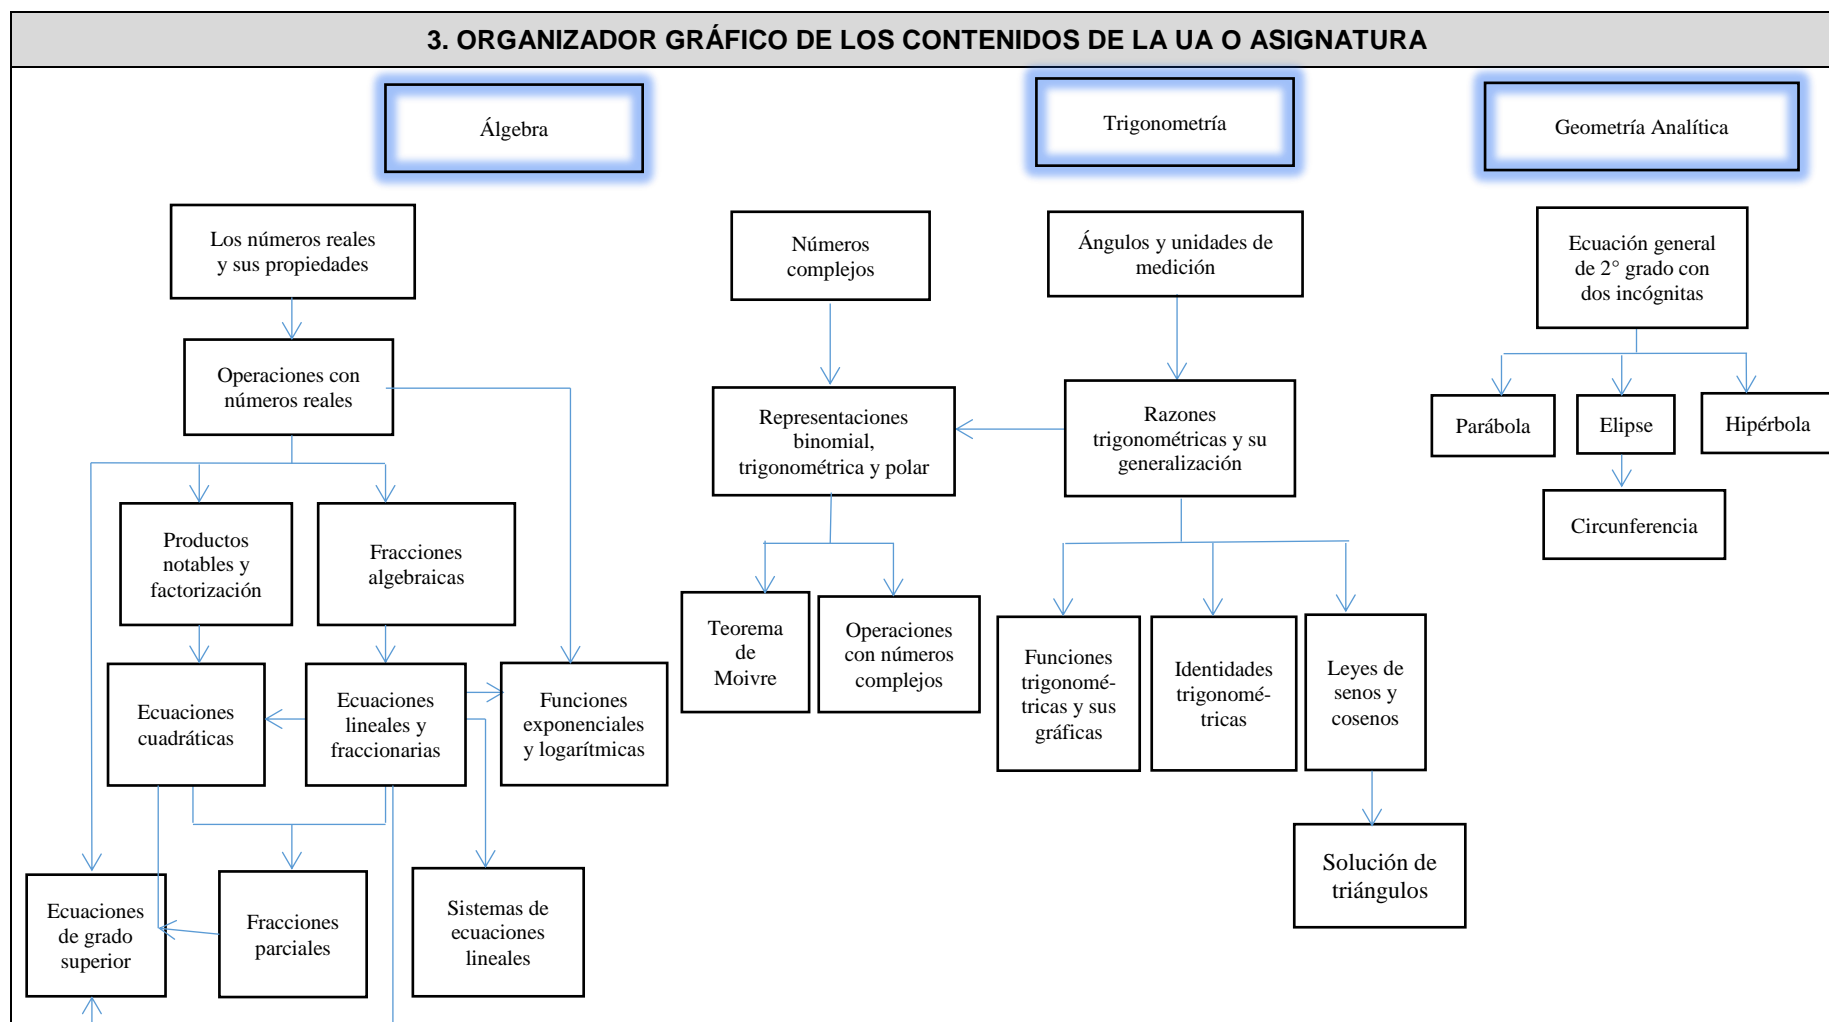 3. ORGANIZADOR GRÁFICO DE LOS CONTENIDOS DE LA UA O ASIGNATURA
Álgebra
Trigonometría
Geometría Analítica
Los números reales
y sus propiedades
Números
complejos
Ángulos y unidades de
medición
Ecuación general
de 2° grado con
dos incógnitas
Operaciones con
números reales
Representaciones
binomial,
trigonométrica y polar
Razones
trigonométricas y su
generalización
Parábola
Elipse
Hipérbola
Circunferencia
Productos
notables y
factorización
Fracciones
algebraicas
Teorema
de
Moivre
Operaciones
con números
complejos
Funciones
trigonomé-
tricas y sus
gráficas
Identidades
trigonomé-
tricas
Leyes de
senos y
cosenos
Ecuaciones
cuadráticas
Ecuaciones
lineales y
fraccionarias
Funciones
exponenciales
y logarítmicas
Solución de
triángulos
Ecuaciones
de grado
superior
Fracciones
parciales
Sistemas de
ecuaciones
lineales